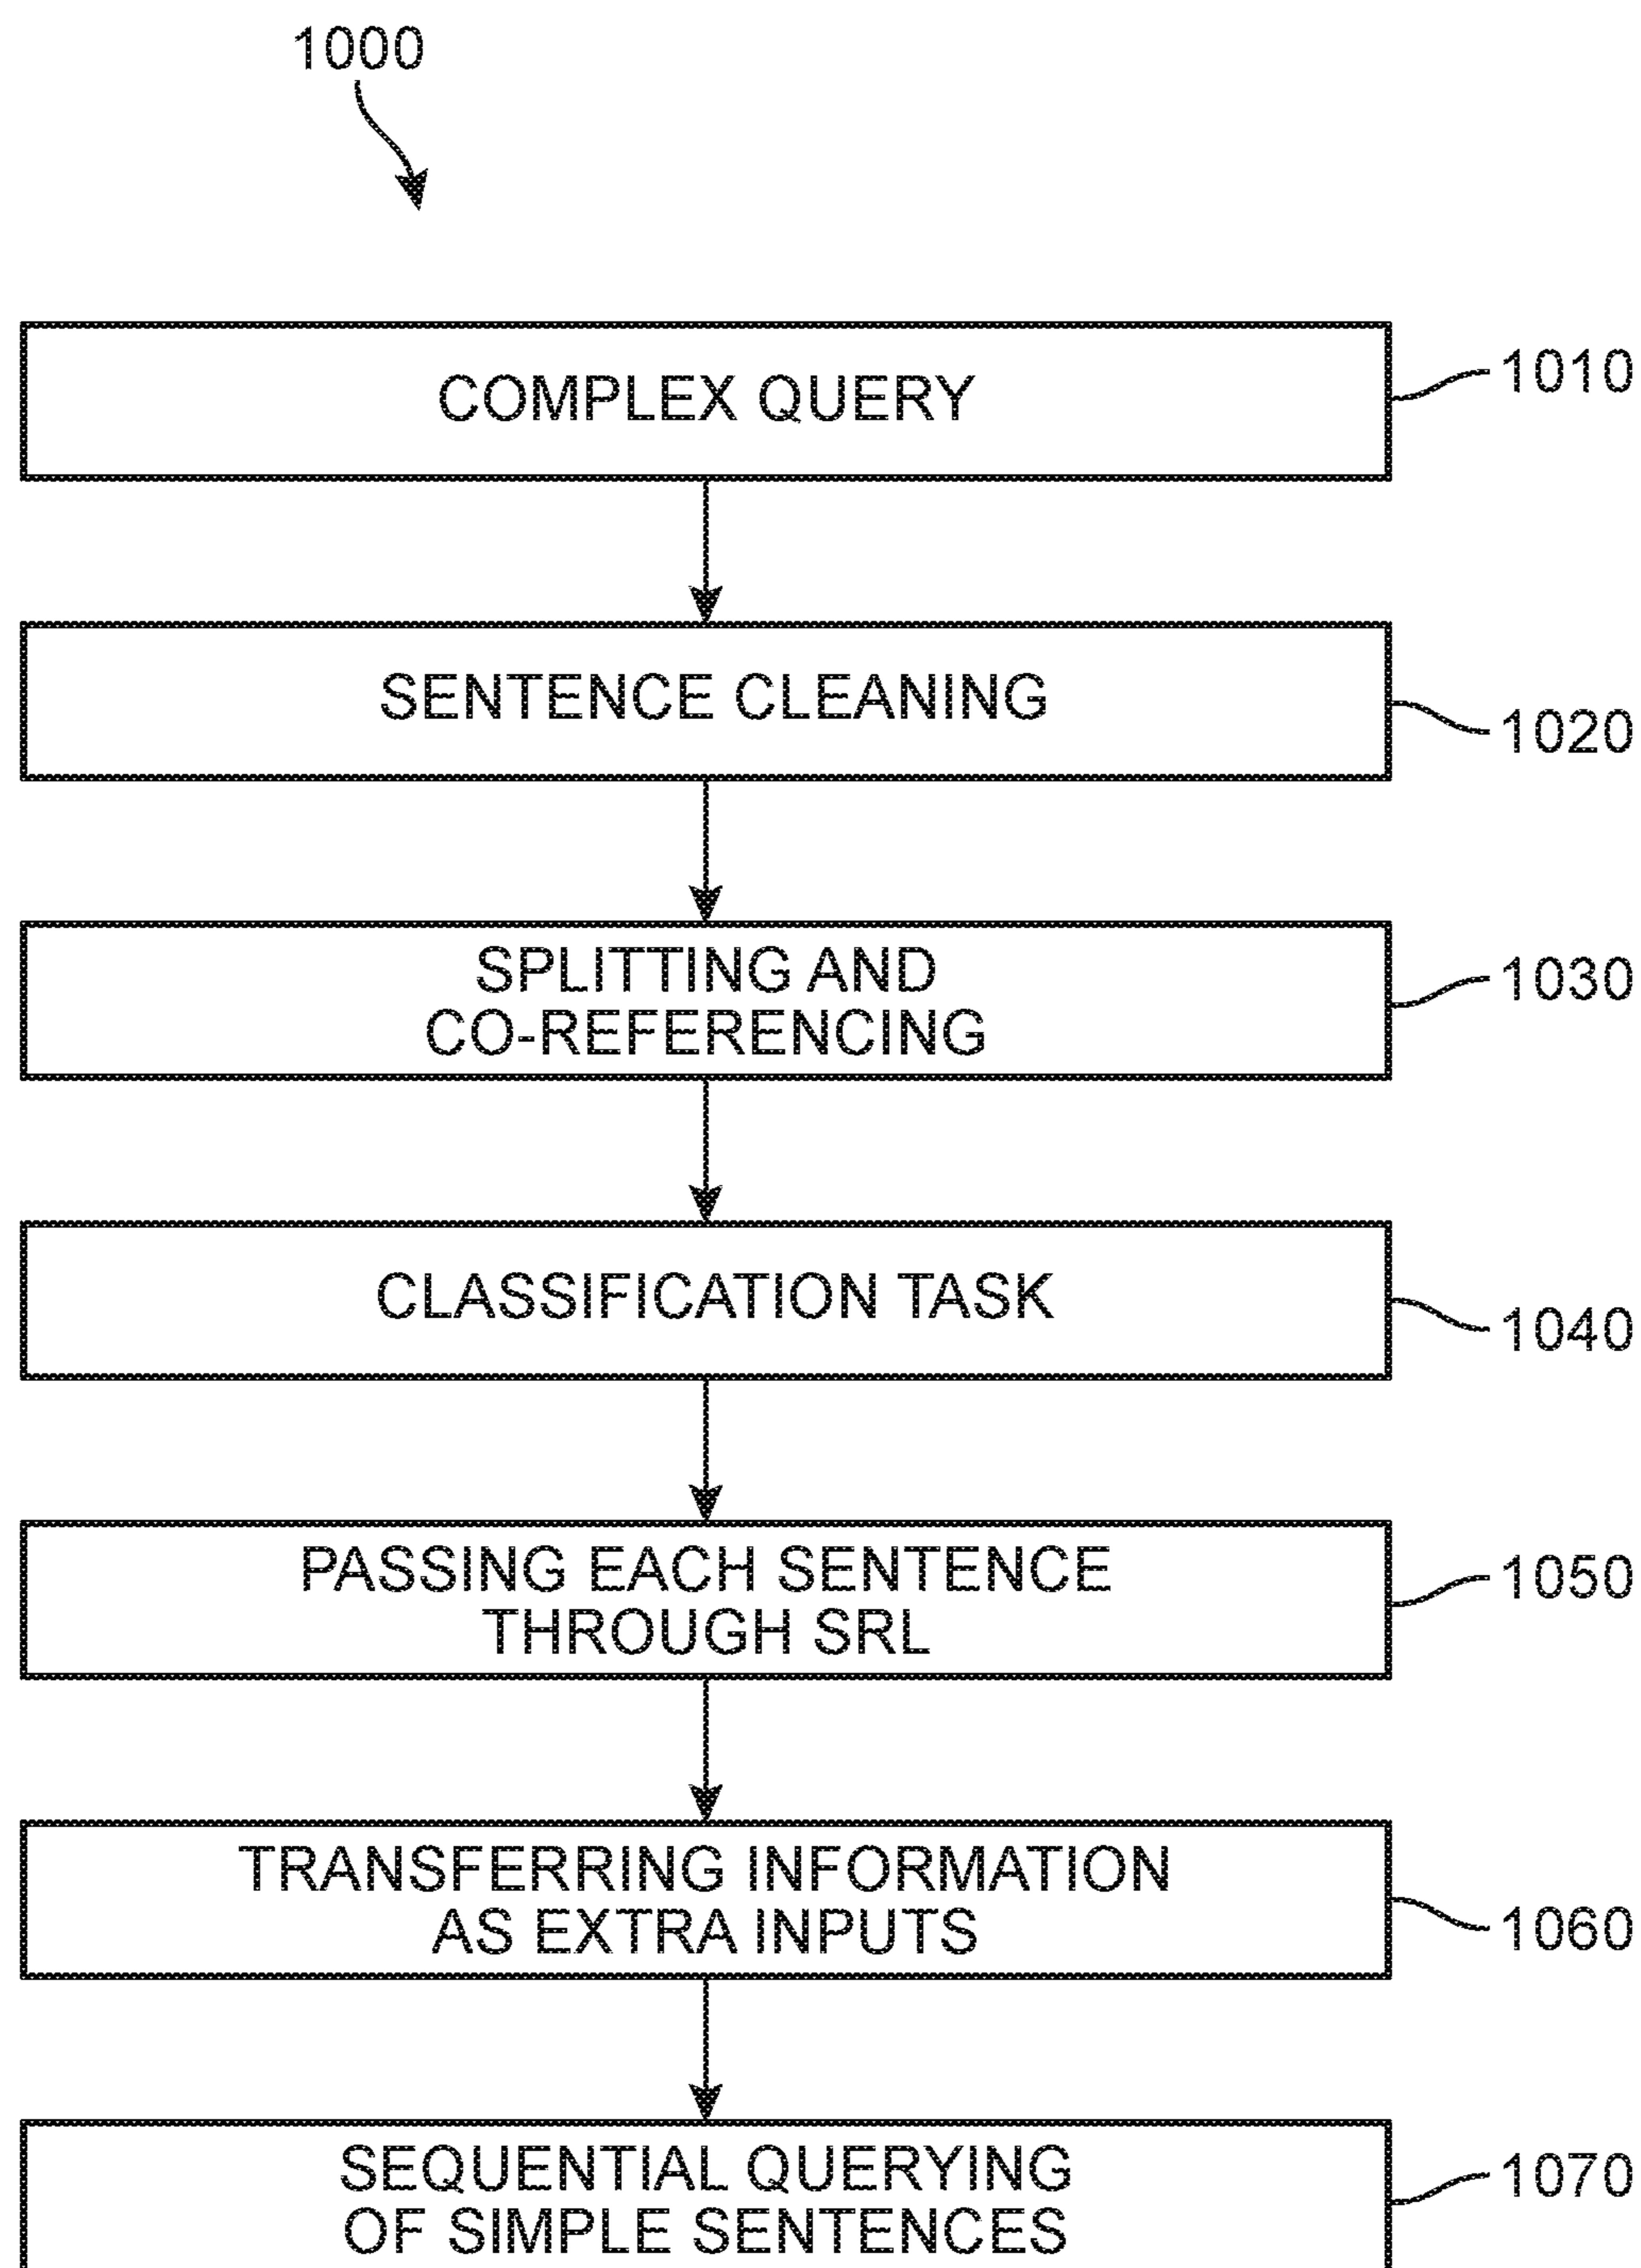 1000
COMPLEX QUERY
1010
SENTENCE CLEANING
1020
SPLITTING AND
CO-REFERENCING
1030
CLASSIFICATION TASK
1040
PASSING EACH SENTENCE
THROUGH SRL
1050
TRANSFERRING INFORMATION
AS EXTRA INPUTS
1060
SEQUENTIAL QUERYING
OF SIMPLE SENTENCES
1070